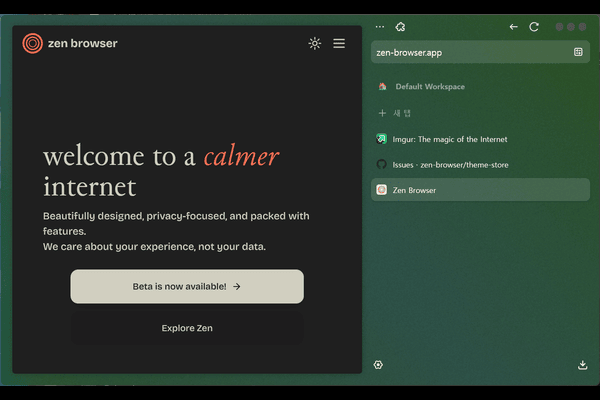 zen browser
welcome to a calmer
internet
Beautifully designed, privacy-focused, and packed with
features.
We care about your experience, not your data.
Beta is now available! →
Explore Zen
zen-browser.app
Default Workspace
새 탭
Imgur: The magic of the Internet
Issues · zen-browser/theme-store
Zen Browser